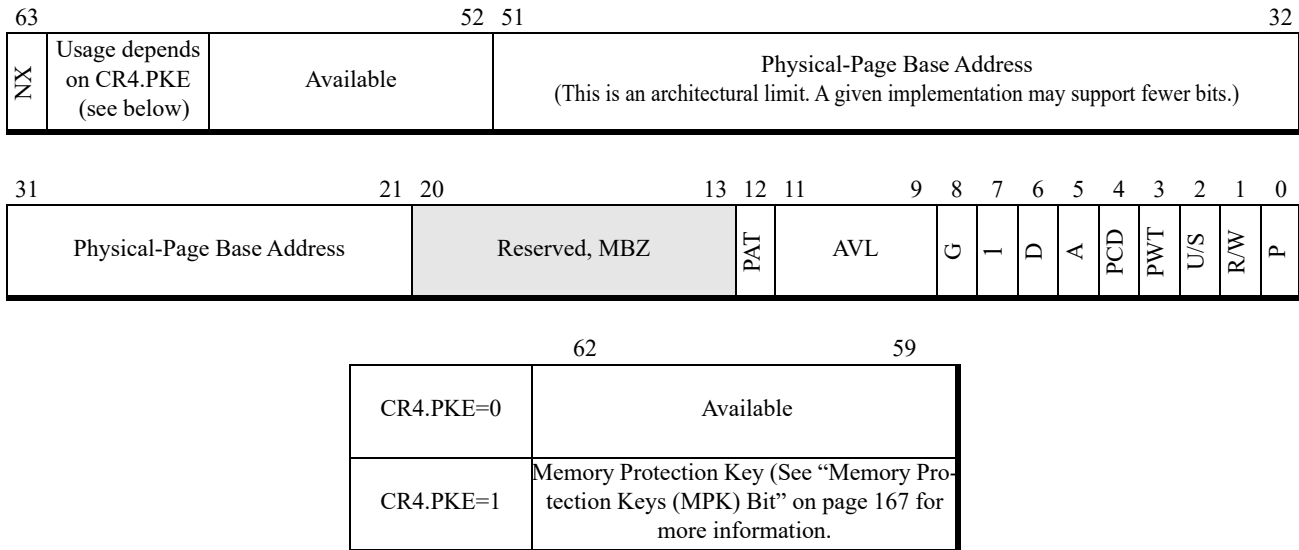 63 52 51 32
NX
Usage depends
on CR4.PKE
(see below)
Available
Physical-Page Base Address
(This is an architectural limit. A given implementation may support fewer bits.)
31 21 20 13 12 11 9 8 7 6 5 4 3 2 1 0
Physical-Page Base Address
Reserved, MBZ
PAT
AVL
G
1
D
A
PCD
PWT
U/S
R/W
P
62 59
CR4.PKE=0
Available
CR4.PKE=1
Memory Protection Key (See “Memory Pro-
tection Keys (MPK) Bit” on page 167 for
more information.